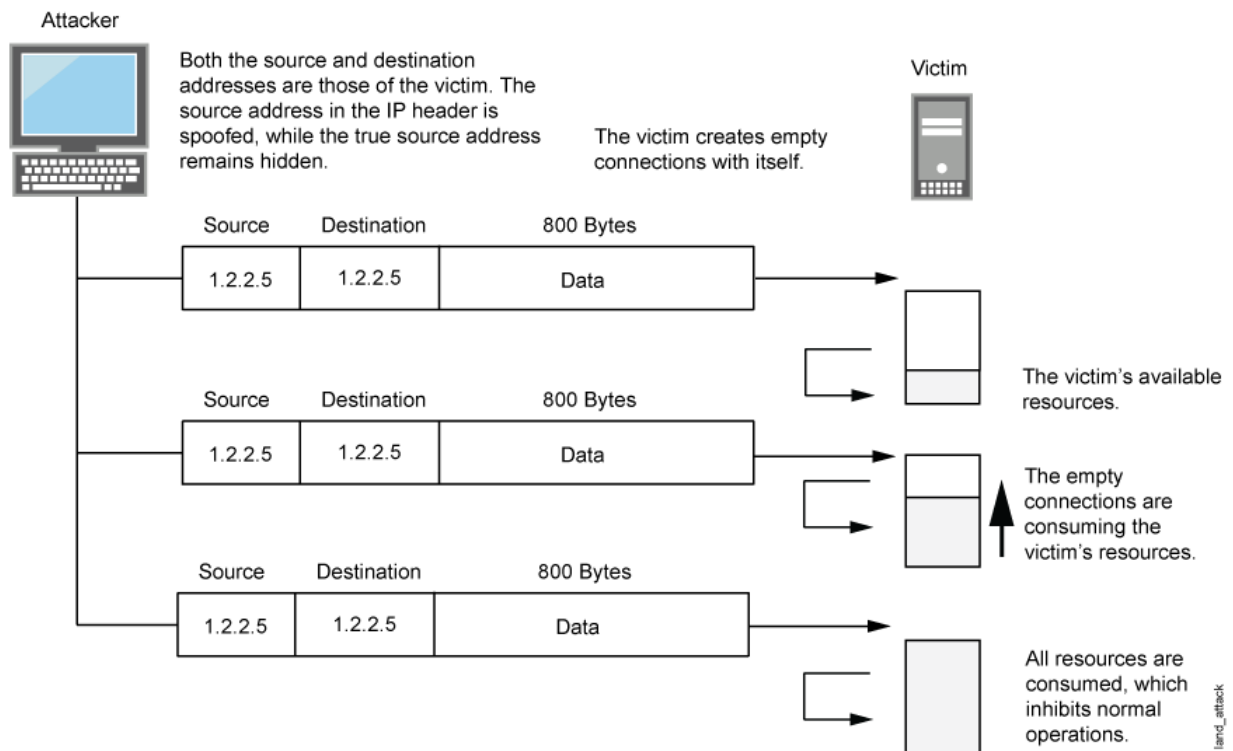 Attacker
Both the source and destination
addresses are those of the victim. The
source address in the IP header is
spoofed, while the true source address
remains hidden.
The victim creates empty
connections with itself.
Victim
Source Destination 800 Bytes
1.2.2.5 1.2.2.5 Data
The victim’s available
resources.
Source Destination 800 Bytes
1.2.2.5 1.2.2.5 Data
The empty
connections are
consuming the
victim’s resources.
Source Destination 800 Bytes
1.2.2.5 1.2.2.5 Data
All resources are
consumed, which
inhibits normal
operations.
land_attack